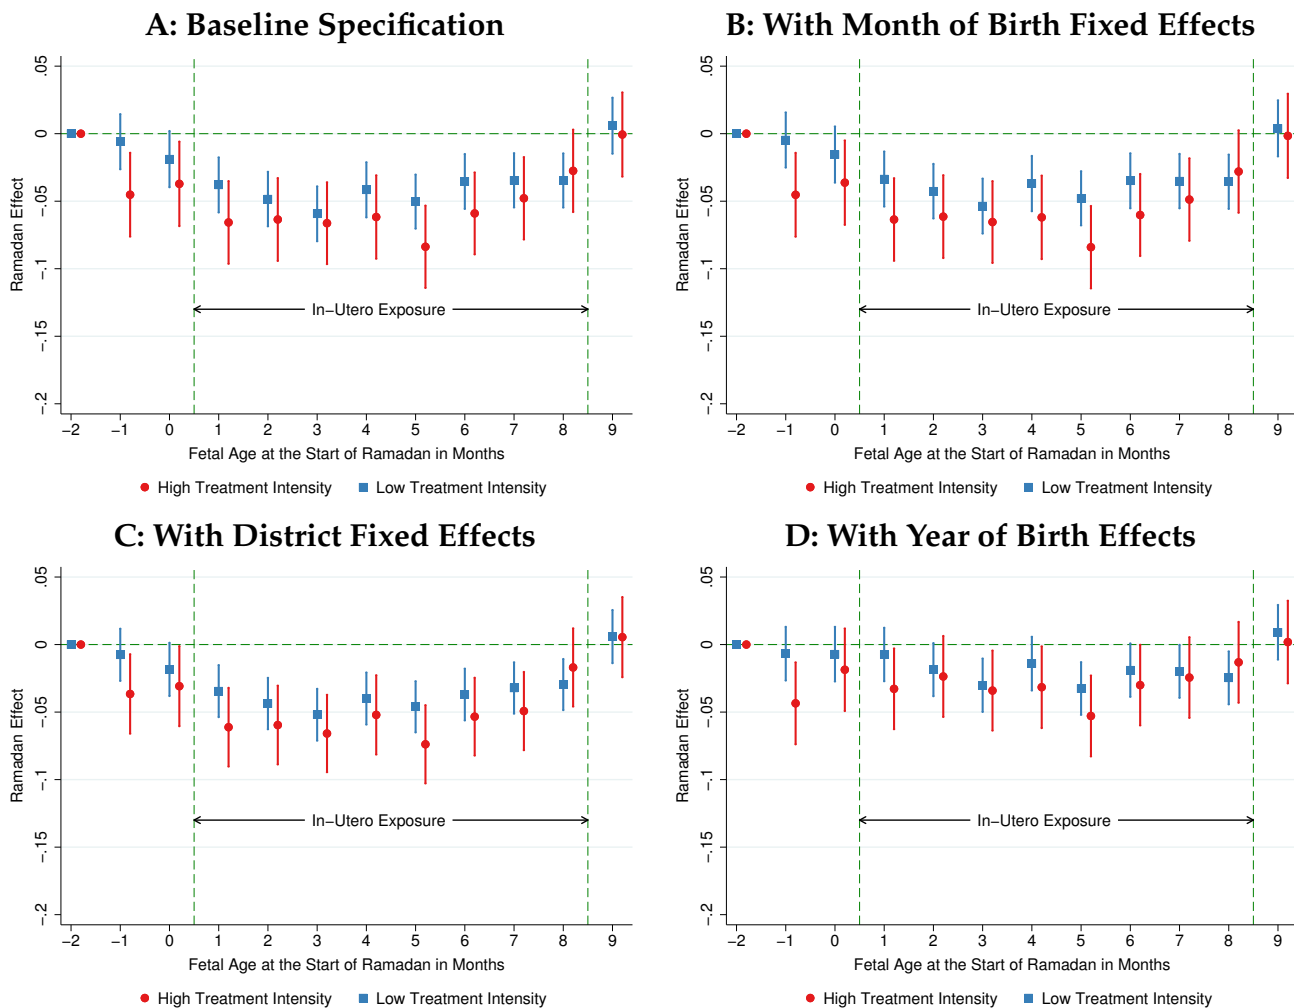 A: Baseline Specification
.05
0
-.05
-.1
-.15
-.2
Ramadan Effect
In-Utero Exposure
-2 -1 0 1 2 3 4 5 6 7 8 9
Fetal Age at the Start of Ramadan in Months
High Treatment Intensity Low Treatment Intensity
B: With Month of Birth Fixed Effects
.05
0
-.05
-.1
-.15
-.2
Ramadan Effect
In-Utero Exposure
-2 -1 0 1 2 3 4 5 6 7 8 9
Fetal Age at the Start of Ramadan in Months
High Treatment Intensity Low Treatment Intensity
C: With District Fixed Effects
.05
0
-.05
-.1
-.15
-.2
Ramadan Effect
In-Utero Exposure
-2 -1 0 1 2 3 4 5 6 7 8 9
Fetal Age at the Start of Ramadan in Months
High Treatment Intensity Low Treatment Intensity
D: With Year of Birth Effects
.05
0
-.05
-.1
-.15
-.2
Ramadan Effect
In-Utero Exposure
-2 -1 0 1 2 3 4 5 6 7 8 9
Fetal Age at the Start of Ramadan in Months
High Treatment Intensity Low Treatment Intensity